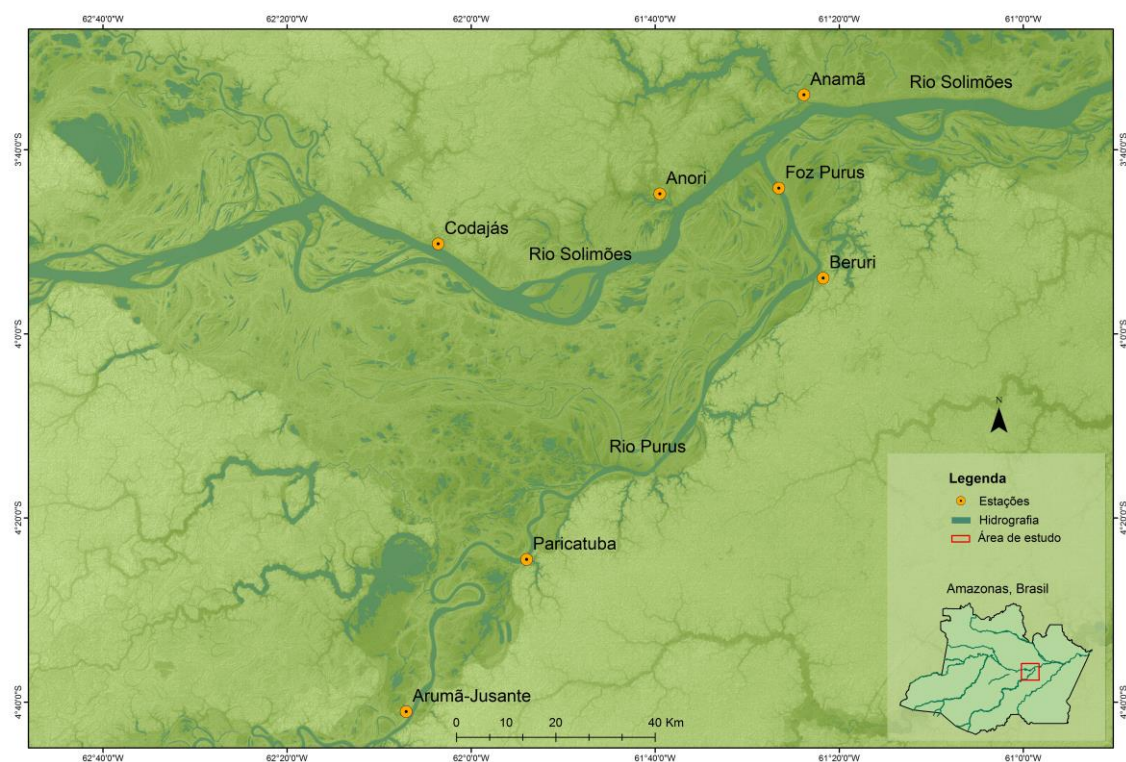 62°40'0"W
62°20'0"W
62°0'0"W
61°40'0"W
61°20'0"W
61°0'0"W
Anamã
Rio Solimões
3°40'0"S
3°40'0"S
Anori
Foz Purus
Codajás
Rio Solimões
Beruri
4°0'0"S
4°0'0"S
N
Rio Purus
Legenda
Estações
4°20'0"S
4°20'0"S
Hidrografia
Área de estudo
Paricatuba
Amazonas, Brasil
Arumã-Jusante
4°40'0"S
4°40'0"S
0 10 20 40 Km
62°40'0"W
62°20'0"W
62°0'0"W
61°40'0"W
61°20'0"W
61°0'0"W